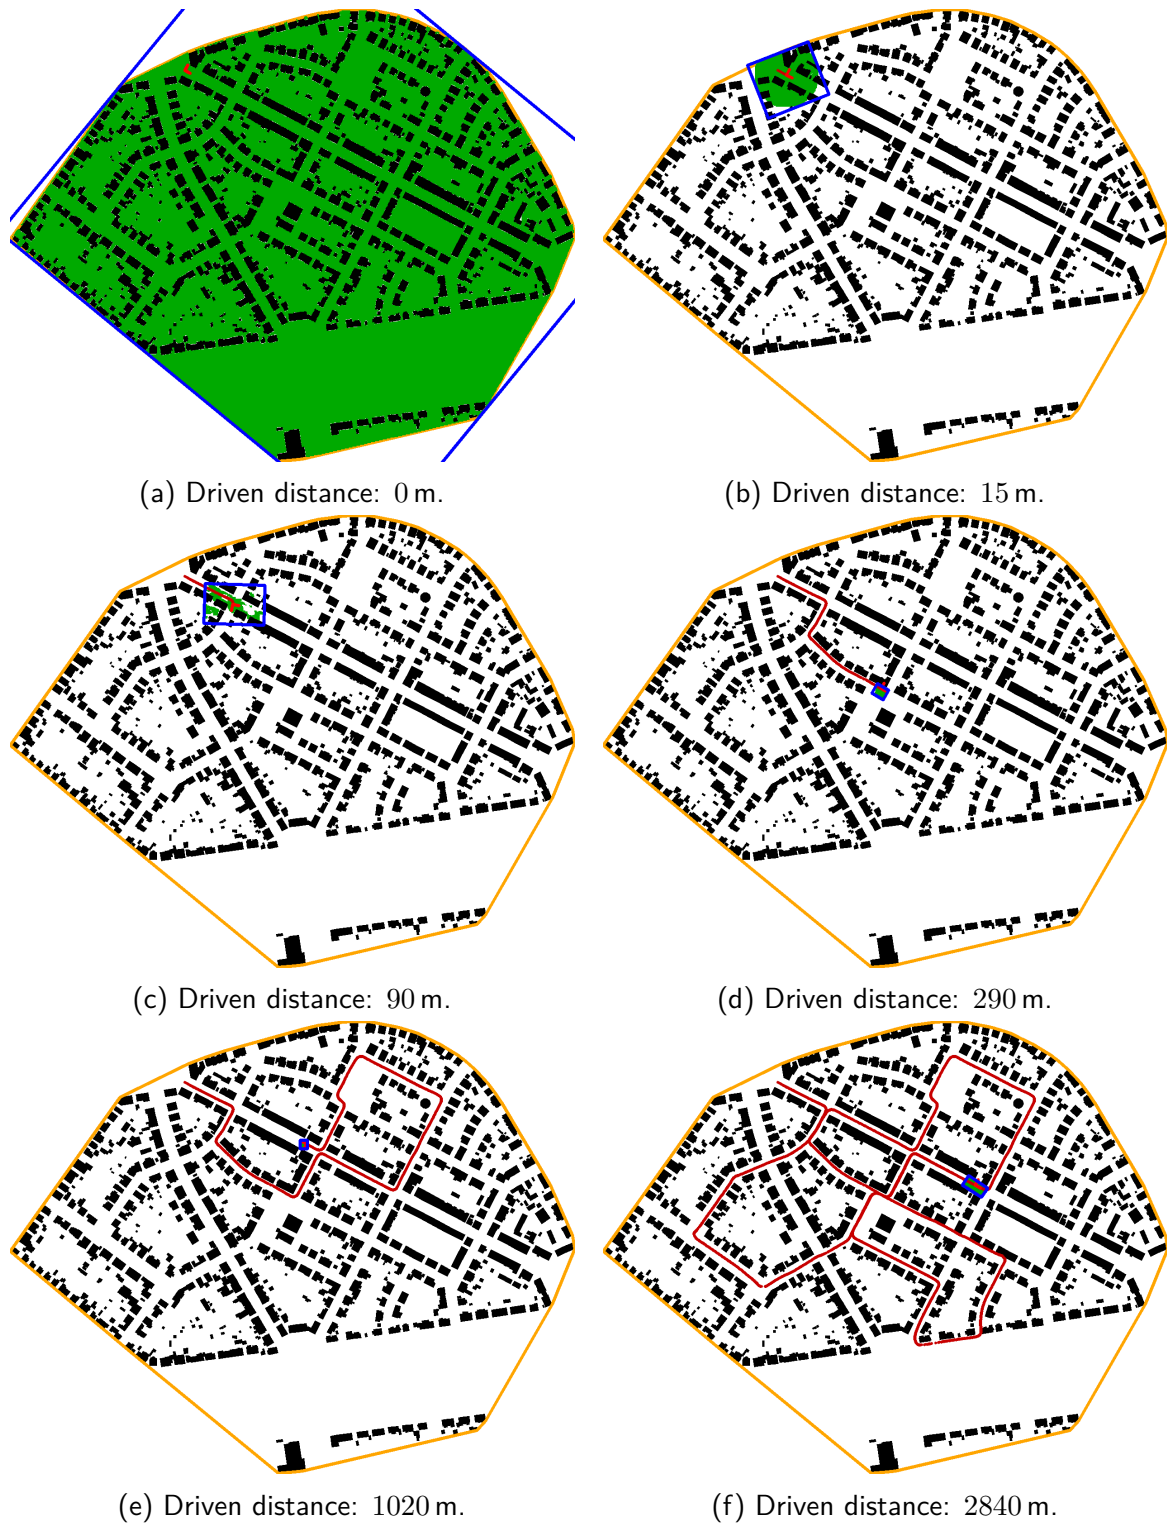 (a) Driven distance: 0 m.
(b) Driven distance: 15 m.
(c) Driven distance: 90 m.
(d) Driven distance: 290 m.
(e) Driven distance: 1020 m.
(f) Driven distance: 2840 m.